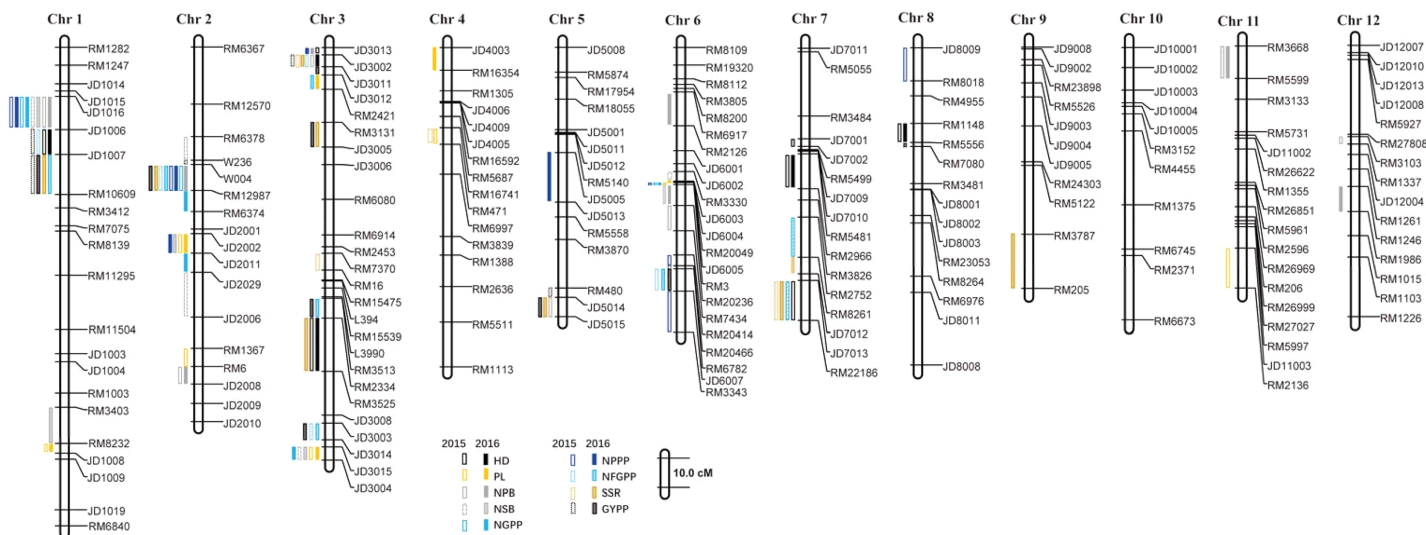 Chr 1
RM1282
RM1247
JD1014
JD1015
JD1016
JD1006
JD1007
RM10609
RM3412
RM7075
RM8139
RM11295
RM11504
JD1003
JD1004
RM1003
RM3403
RM8232
JD1008
JD1009
JD1019
RM6840
Chr 2
RM6367
RM12570
RM6378
W236
W004
RM12987
RM6374
JD2001
JD2002
JD2011
JD2029
JD2006
RM1367
RM6
JD2008
JD2009
JD2010
Chr 3
JD3013
JD3002
JD3011
JD3012
RM2421
RM3131
JD3005
JD3006
RM6080
RM6914
RM2453
RM7370
RM16
RM15475
L394
RM15539
L3990
RM3513
RM2334
RM3525
JD3008
JD3003
JD3014
JD3015
JD3004
Chr 4
JD4003
RM16354
RM1305
JD4006
JD4009
JD4005
RM16592
RM5687
RM16741
RM471
RM6997
RM3839
RM1388
RM2636
RM5511
RM1113
Chr 5
JD5008
RM5874
RM17954
RM18055
JD5001
JD5011
JD5012
RM5140
JD5005
JD5013
RM5558
RM3870
RM480
JD5014
JD5015
Chr 6
RM8109
RM19320
RM8112
RM3805
RM8200
RM6917
RM2126
JD6001
JD6002
RM3330
JD6003
JD6004
RM20049
JD6005
RM3
RM20236
RM7434
RM20414
RM20466
RM6782
JD6007
RM3343
Chr 7
JD7011
RM5055
RM3484
JD7001
JD7002
RM5499
JD7009
JD7010
RM5481
RM2966
RM3826
RM2752
RM8261
JD7012
JD7013
RM22186
Chr 8
JD8009
RM8018
RM4955
RM1148
RM5556
RM7080
RM3481
JD8001
JD8002
JD8003
RM23053
RM8264
RM6976
JD8011
JD8008
Chr 9
JD9008
JD9002
RM23898
RM5526
JD9003
JD9004
JD9005
RM24303
RM5122
RM3787
RM205
Chr 10
JD10001
JD10002
JD10003
JD10004
JD10005
RM3152
RM4455
RM1375
RM6745
RM2371
RM6673
Chr 11
RM3668
RM5599
RM3133
RM5731
JD11002
RM26622
RM1355
RM26851
RM5961
RM2596
RM26969
RM206
RM26999
RM27027
RM5997
JD11003
RM2136
Chr 12
JD12007
JD12010
JD12013
JD12008
RM5927
RM27808
RM3103
RM1337
JD12004
RM1261
RM1246
RM1986
RM1015
RM1103
RM1226
2015 2016
HD
PL
NPB
NSB
NGPP
2015 2016
NPPP
NFGPP
SSR
GYPP
10.0 cM